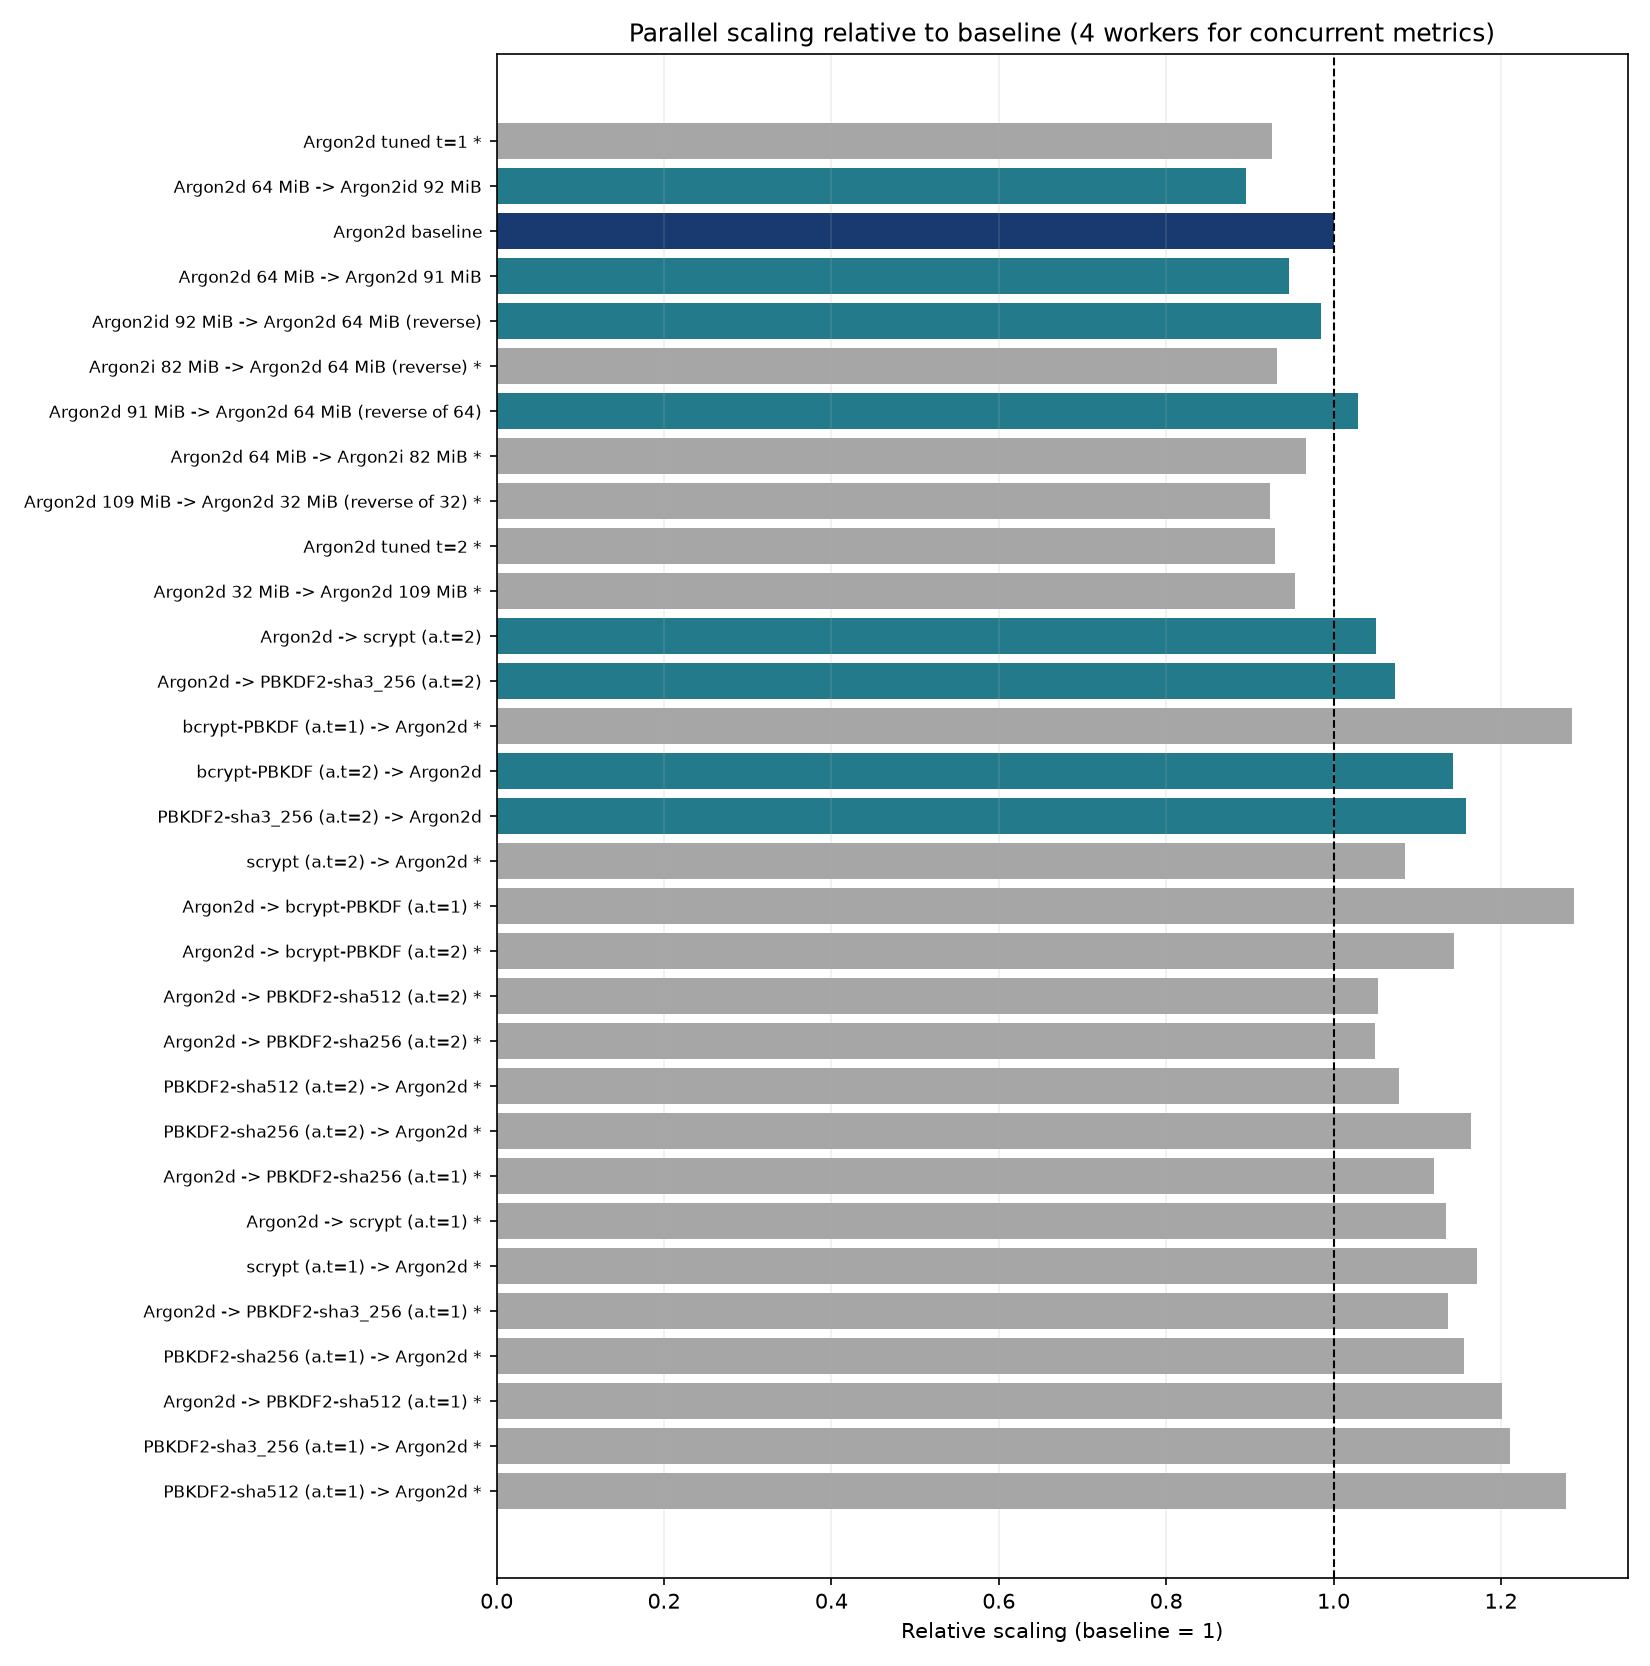 Parallel scaling relative to baseline (4 workers for concurrent metrics)
Argon2d tuned t=1 *
Argon2d 64 MiB -> Argon2id 92 MiB
Argon2d baseline
Argon2d 64 MiB -> Argon2d 91 MiB
Argon2id 92 MiB -> Argon2d 64 MiB (reverse)
Argon2i 82 MiB -> Argon2d 64 MiB (reverse) *
Argon2d 91 MiB -> Argon2d 64 MiB (reverse of 64)
Argon2d 64 MiB -> Argon2i 82 MiB *
Argon2d 109 MiB -> Argon2d 32 MiB (reverse of 32) *
Argon2d tuned t=2 *
Argon2d 32 MiB -> Argon2d 109 MiB *
Argon2d -> scrypt (a.t=2)
Argon2d -> PBKDF2-sha3_256 (a.t=2)
bcrypt-PBKDF (a.t=1) -> Argon2d *
bcrypt-PBKDF (a.t=2) -> Argon2d
PBKDF2-sha3_256 (a.t=2) -> Argon2d
scrypt (a.t=2) -> Argon2d *
Argon2d -> bcrypt-PBKDF (a.t=1) *
Argon2d -> bcrypt-PBKDF (a.t=2) *
Argon2d -> PBKDF2-sha512 (a.t=2) *
Argon2d -> PBKDF2-sha256 (a.t=2) *
PBKDF2-sha512 (a.t=2) -> Argon2d *
PBKDF2-sha256 (a.t=2) -> Argon2d *
Argon2d -> PBKDF2-sha256 (a.t=1) *
Argon2d -> scrypt (a.t=1) *
scrypt (a.t=1) -> Argon2d *
Argon2d -> PBKDF2-sha3_256 (a.t=1) *
PBKDF2-sha256 (a.t=1) -> Argon2d *
Argon2d -> PBKDF2-sha512 (a.t=1) *
PBKDF2-sha3_256 (a.t=1) -> Argon2d *
PBKDF2-sha512 (a.t=1) -> Argon2d *
0.0 0.2 0.4 0.6 0.8 1.0 1.2
Relative scaling (baseline = 1)